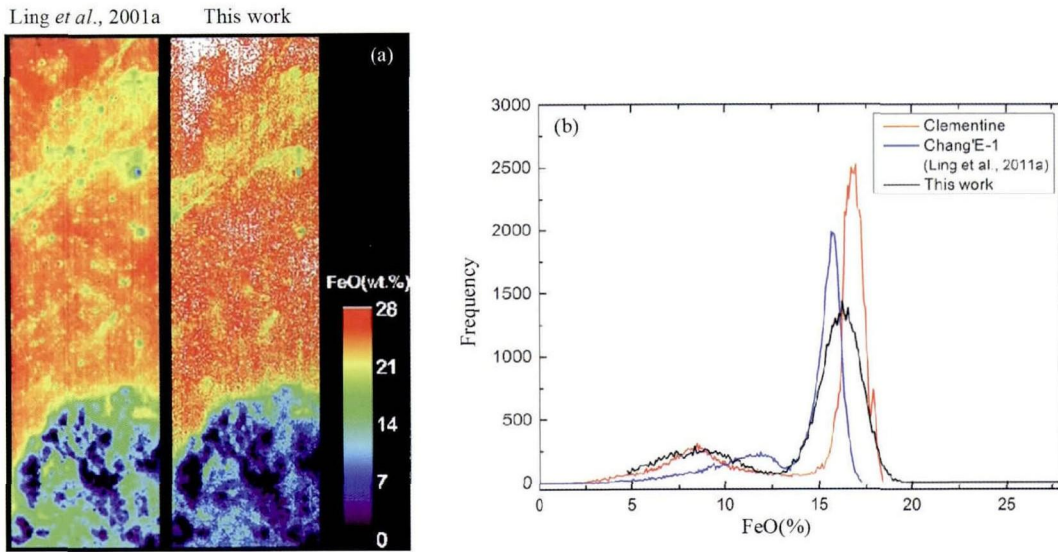 Ling et al., 2001a
This work
(a)
FeO(wt.%)
28
21
14
7
0
(b)
Clementine
Chang'E-1
(Ling et al., 2011a)
This work
3000
2500
2000
1500
1000
500
0
Frequency
0 5 10 15 20 25
FeO(%)